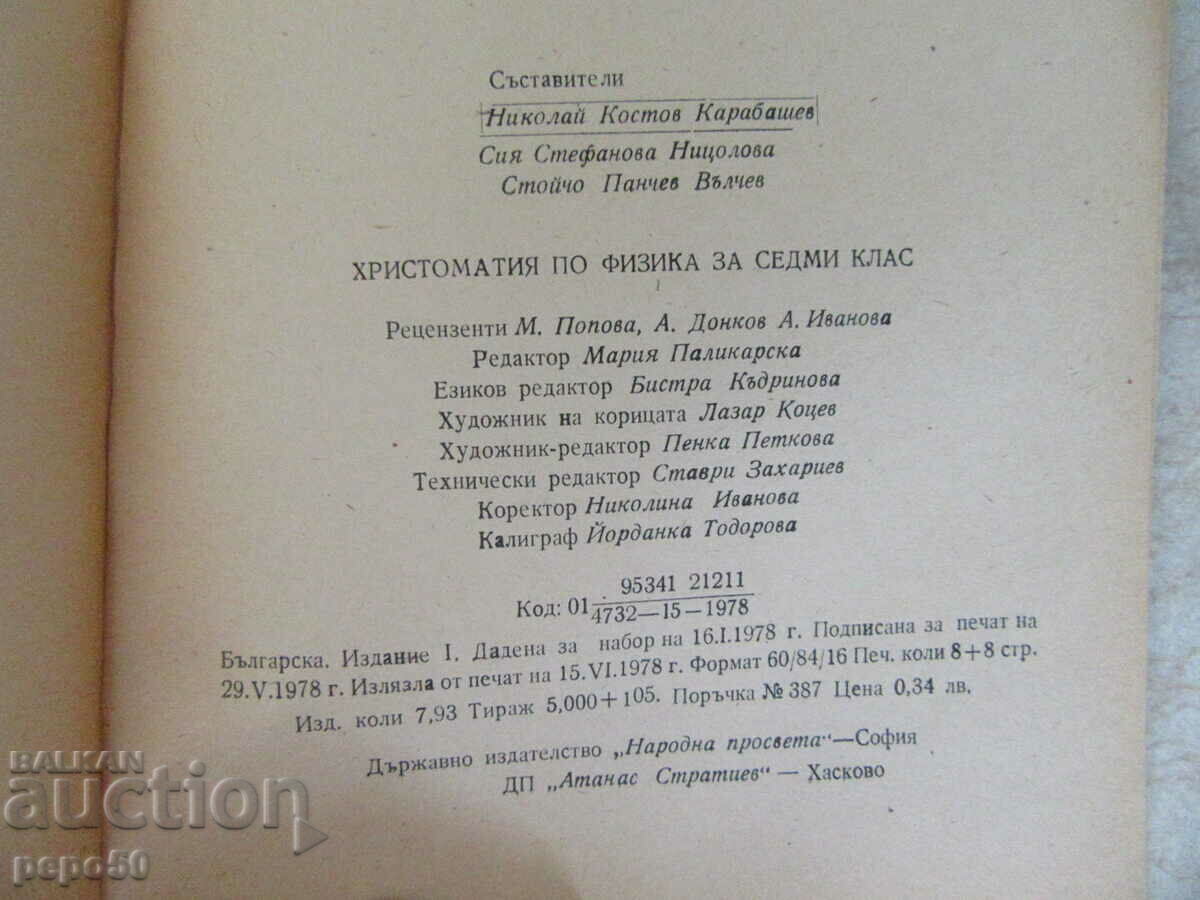 Съставители
Николай Костов Карабашев
Сия Стефанова Ницолова
Стойчо Панчев Вълчев
ХРИСТОМАТИЯ ПО ФИЗИКА ЗА СЕДМИ КЛАС
Рецензенти М. Попова, А. Донков А. Иванова
Редактор Мария Паликарска
Езиков редактор Бистра Къдринова
Художник на корицата Лазар Коцев
Художник-редактор Пенка Петкова
Технически редактор Ставри Захариев
Коректор Николина Иванова
Калиграф Йорданка Тодорова
95341 21211
Код: 01
4732—15—1978
Българска. Издание I. Дадена за набор на 16.I.1978 г. Подписана за печат на
29.V.1978 г. Излязла от печат на 15.VI.1978 г. Формат 60/84/16 Печ. коли 8+8 стр.
Изд. коли 7,93 Тираж 5,000+105. Поръчка № 387 Цена 0,34 лв.
Държавно издателство „Народна просвета“—София
ДП „Атанас Стратиев“ — Хасково
BALKAN
auction
pepo50